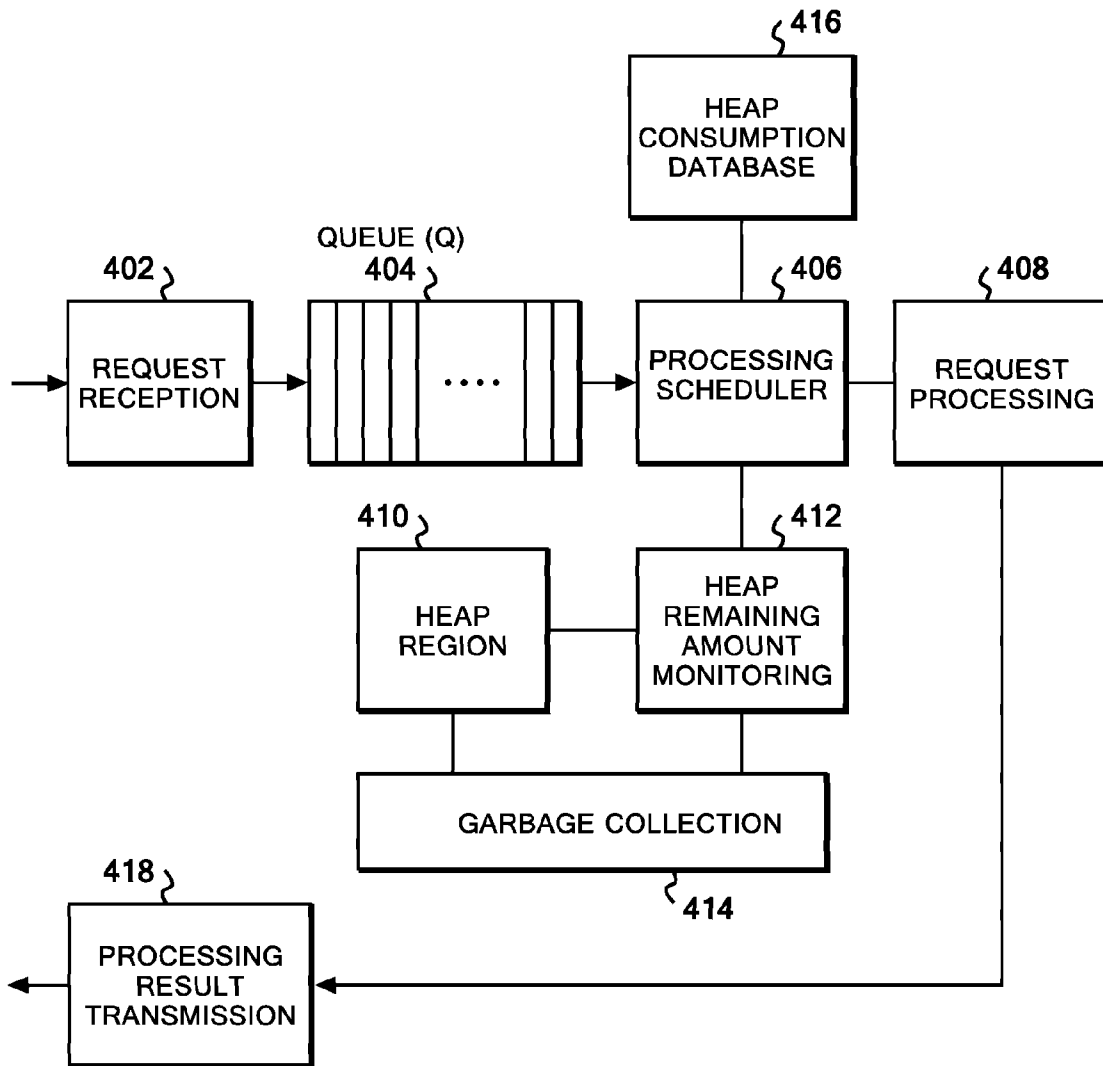 416
HEAP
CONSUMPTION
DATABASE
QUEUE (Q)
402
404
406
408
REQUEST
RECEPTION
....
PROCESSING
SCHEDULER
REQUEST
PROCESSING
410
412
HEAP
REGION
HEAP
REMAINING
AMOUNT
MONITORING
GARBAGE COLLECTION
414
418
PROCESSING
RESULT
TRANSMISSION